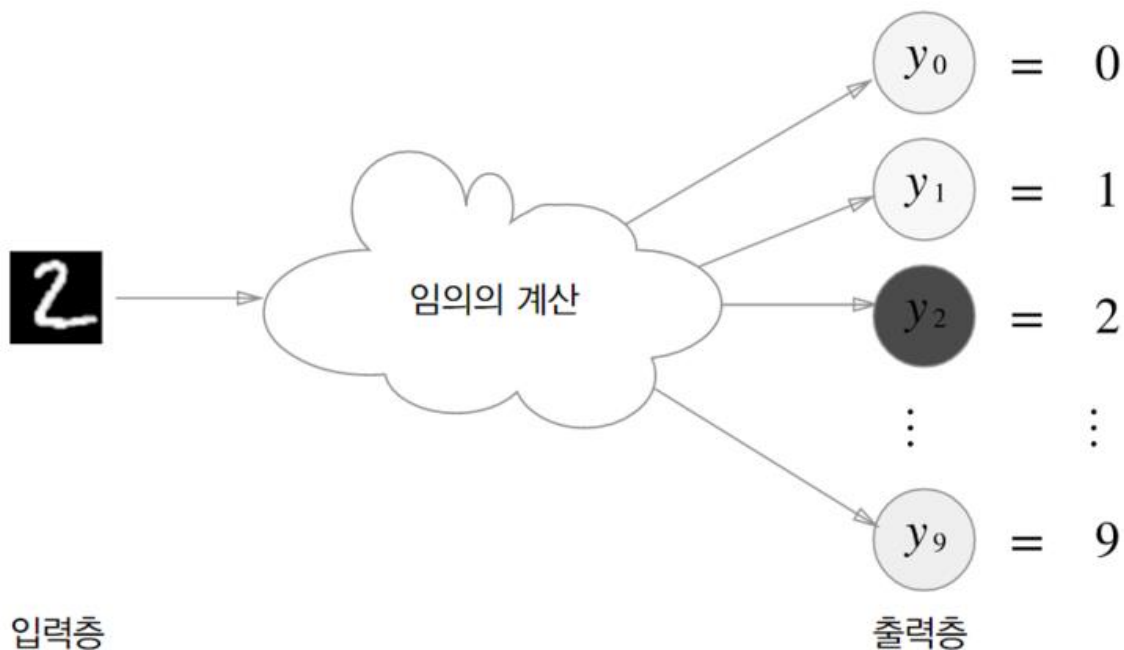 y₀ = 0
y₁ = 1
2
임의의 계산
y₂ = 2
⋮ ⋮
y₉ = 9
입력층
출력층